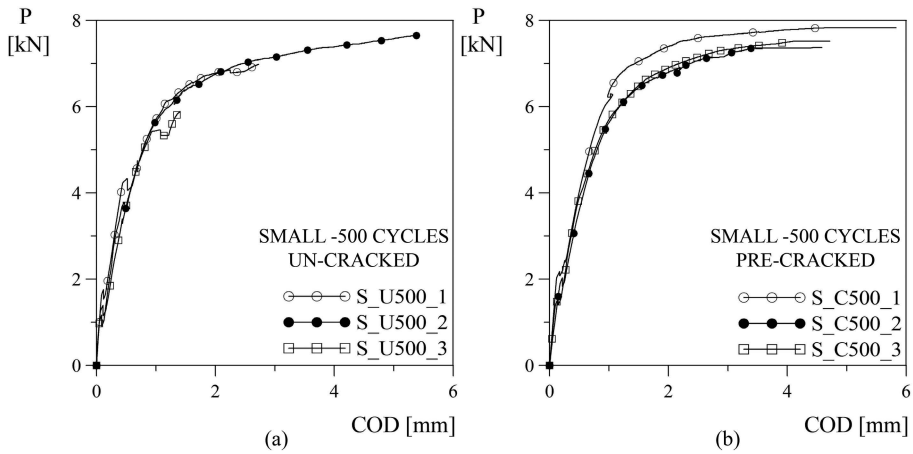 P
[kN]
8
6
4
2
0
SMALL -500 CYCLES
UN-CRACKED
S_U500_1
S_U500_2
S_U500_3
0 2 4 6
COD [mm]
(a)
P
[kN]
8
6
4
2
0
SMALL -500 CYCLES
PRE-CRACKED
S_C500_1
S_C500_2
S_C500_3
0 2 4 6
COD [mm]
(b)